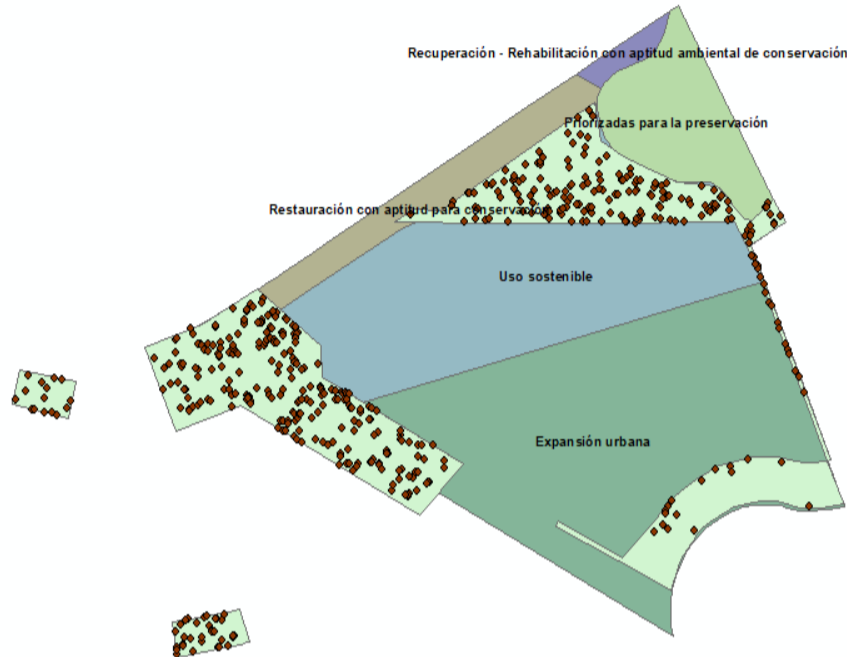 Recuperación - Rehabilitación con aptitud ambiental de conservación
Priorizadas para la preservación
Restauración con aptitud para conservación
Uso sostenible
Expansión urbana